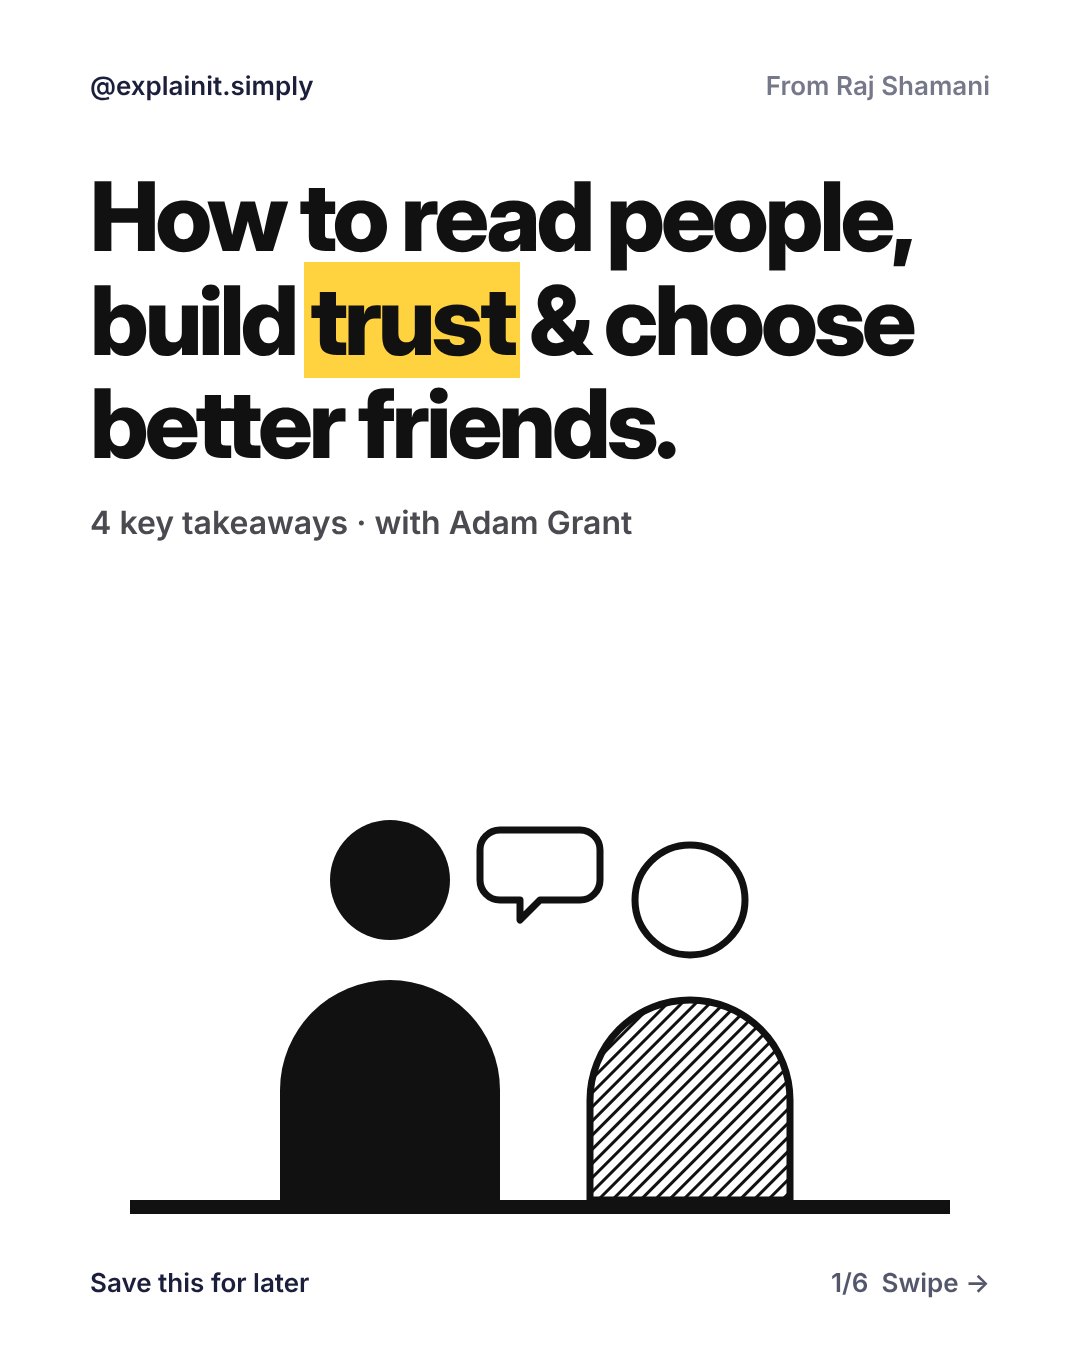 @explainit.simply
From Raj Shamani
How to read people,
build trust & choose
better friends.
4 key takeaways · with Adam Grant
Save this for later
1/6 Swipe →